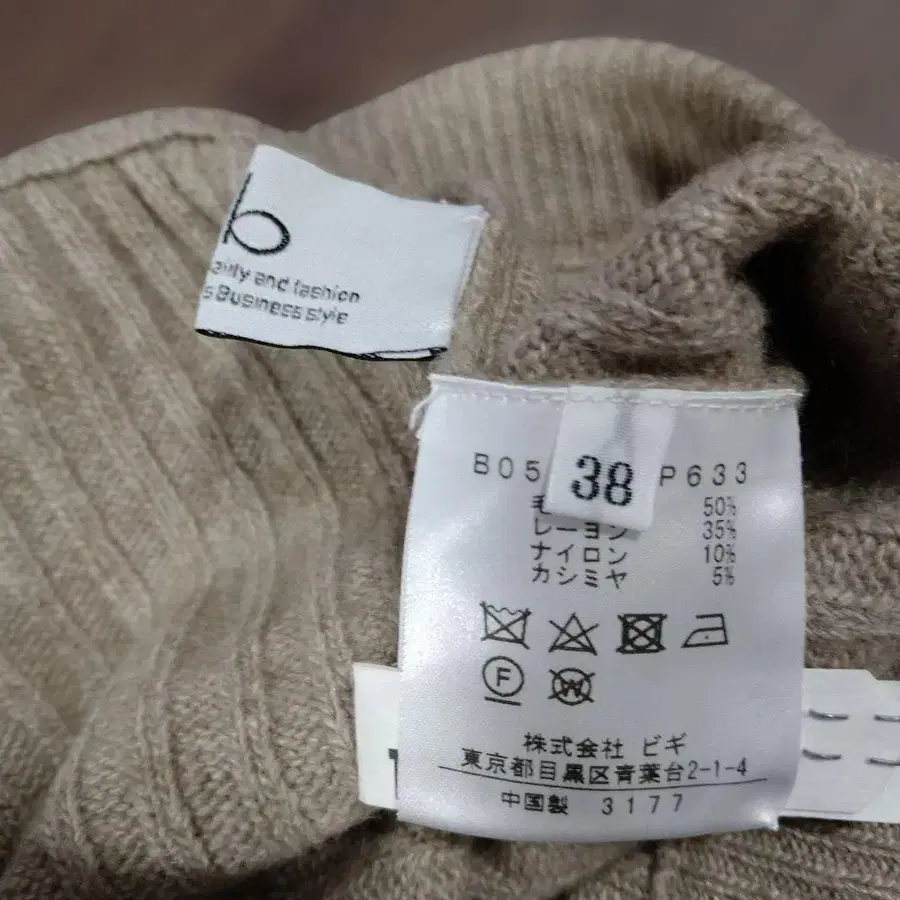 b
and fashion
s Business style
B05
38
P633
毛 50%
レーヨン 35%
ナイロン 10%
カシミヤ 5%
F
W
株式会社 ビギ
東京都目黒区青葉台2-1-4
中国製 3177